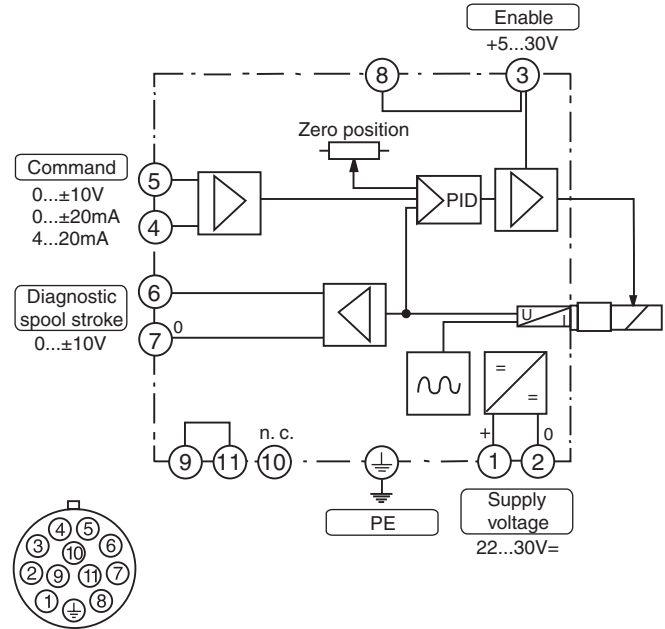 Enable
+5...30V
8
3
Zero position
Command
0...±10V
0...±20mA
4...20mA
5
4
PID
Diagnostic
spool stroke
0...±10V
6
7
0
U
I
=
=
n. c.
+
0
9
11
10
1
2
PE
Supply
voltage
22...30V=
4
5
3
10
6
2
9
11
7
1
8